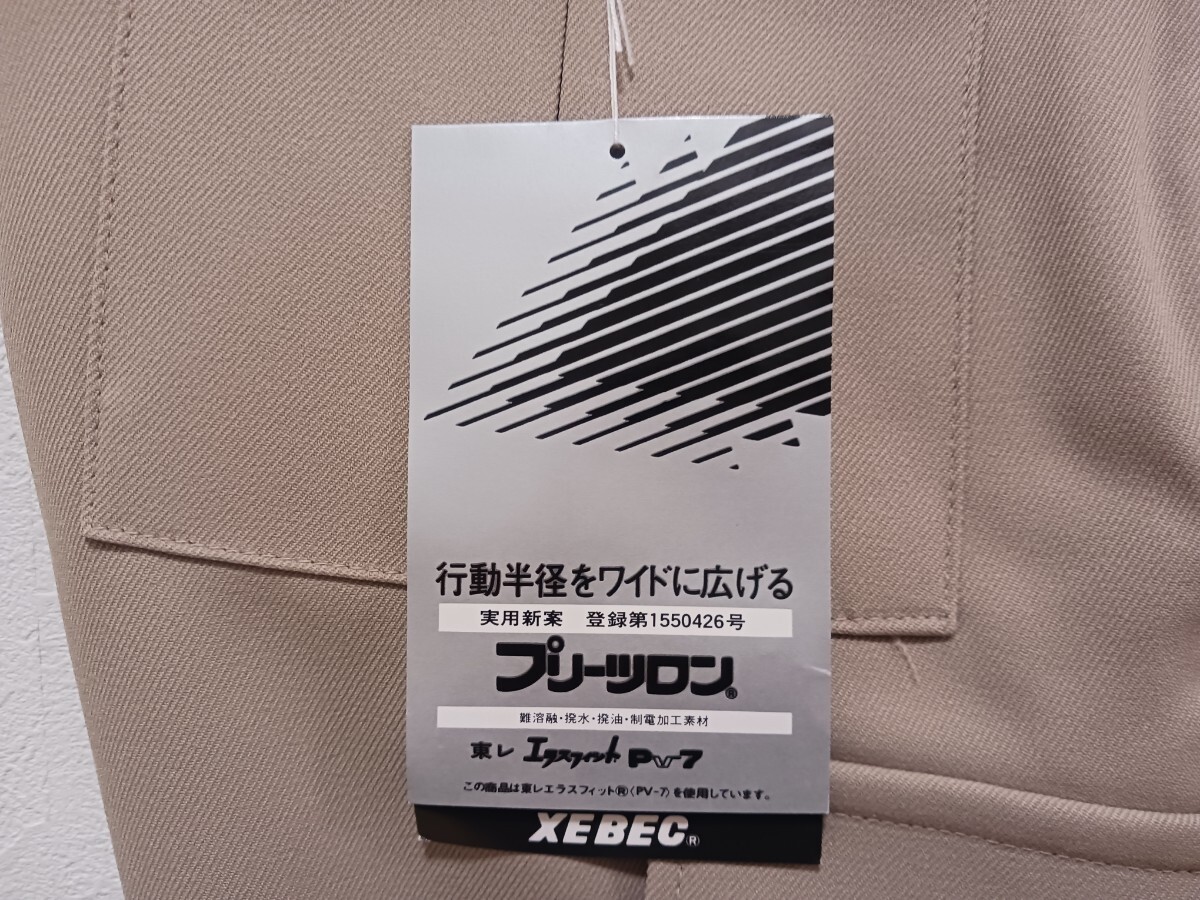 行動半径をワイドに広げる
実用新案 登録第1550426号
プリーツロン®
難溶融・撥水・撥油・制電加工素材
東レ エラスフィット PV-7
この商品は東レエラスフィット®〈PV-7〉を使用しています。
XEBEC®